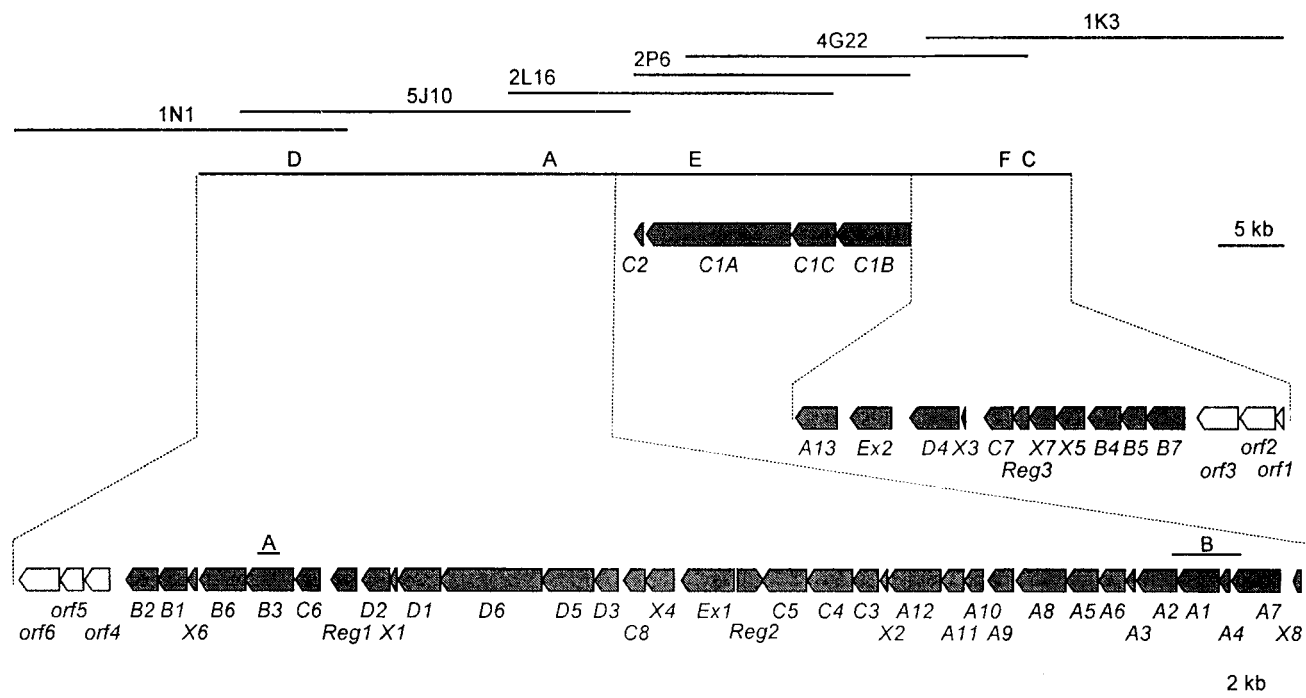 1K3
4G22
2P6
2L16
5J10
1N1
D A E F C
5 kb
C2 C1A C1C C1B
A13 Ex2 D4 X3 C7 X7 X5 B4 B5 B7 orf2
Reg3 orf3 orf1
A B
orf5 B2 B1 B6 B3 C6 D2 D1 D6 D5 D3 X4 Ex1 C5 C4 C3 A12 A10 A8 A5 A6 A2 A1 A7
orf6 orf4 X6 Reg1 X1 C8 Reg2 X2 A11 A9 A3 A4 X8
2 kb